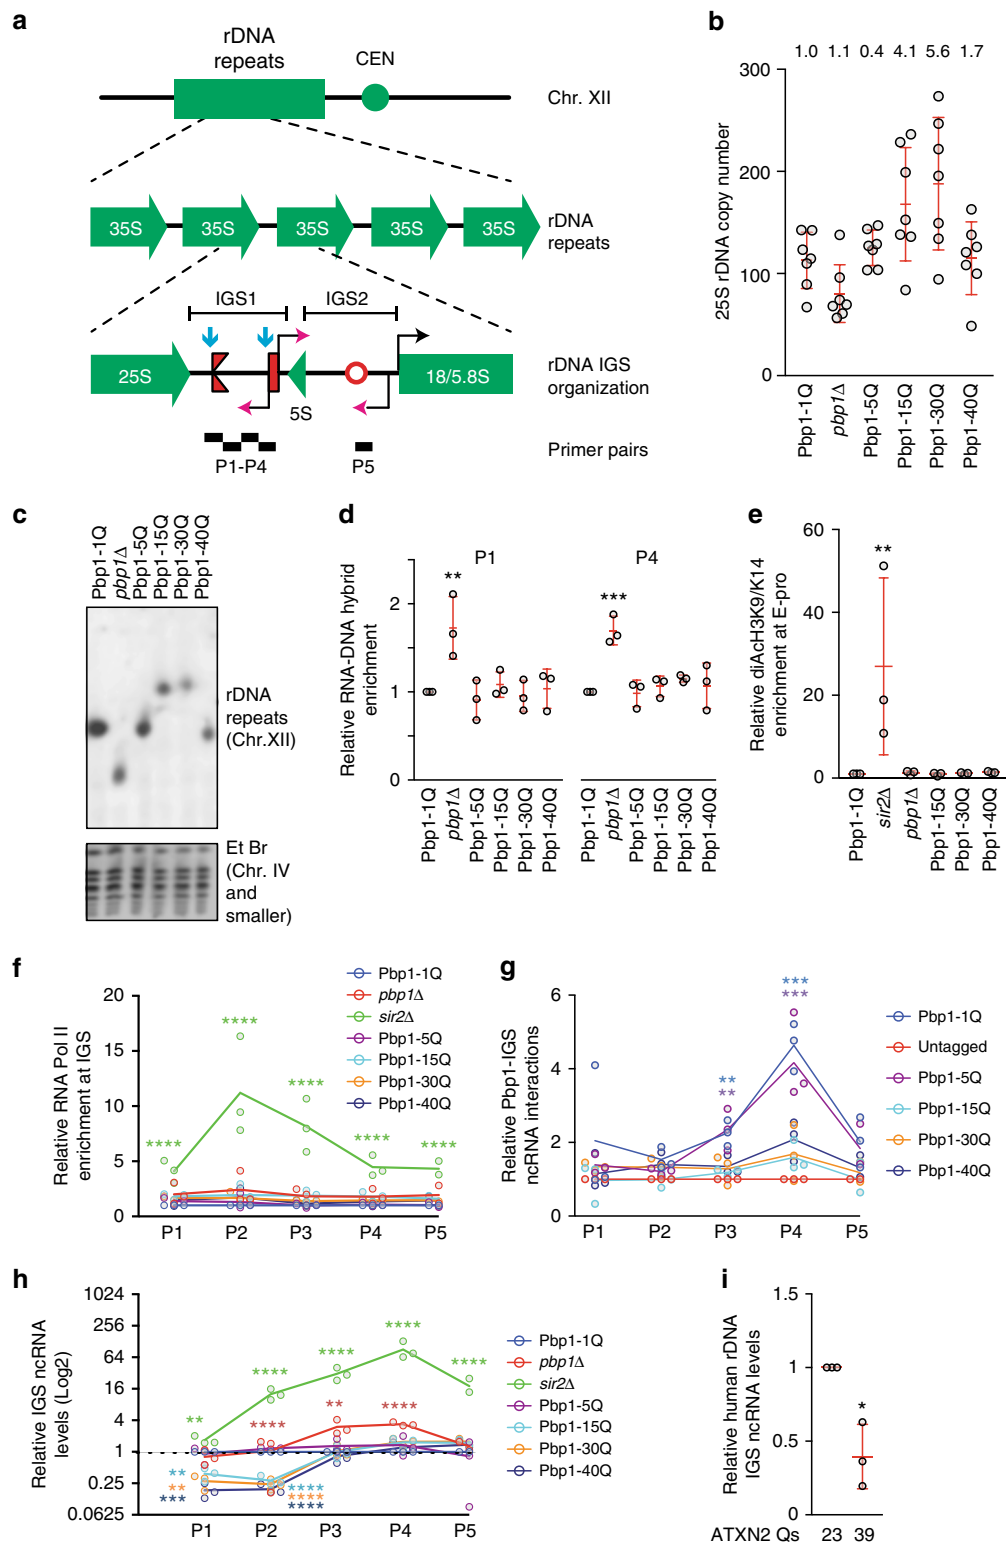 a
rDNA
repeats
CEN
Chr. XII
35S
35S
35S
35S
35S
rDNA
repeats
IGS1
IGS2
25S
5S
18/5.8S
rDNA IGS
organization
P1-P4
P5
Primer pairs
b
1.0 1.1 0.4 4.1 5.6 1.7
300
200
100
0
25S rDNA copy number
Pbp1-1Q
pbp1Δ
Pbp1-5Q
Pbp1-15Q
Pbp1-30Q
Pbp1-40Q
c
Pbp1-1Q
pbp1Δ
Pbp1-5Q
Pbp1-15Q
Pbp1-30Q
Pbp1-40Q
rDNA
repeats
(Chr.XII)
Et Br
(Chr. IV
and
smaller)
d
P1
P4
Relative RNA-DNA hybrid
enrichment
2
1
0
**
***
Pbp1-1Q
pbp1Δ
Pbp1-5Q
Pbp1-15Q
Pbp1-30Q
Pbp1-40Q
Pbp1-1Q
pbp1Δ
Pbp1-5Q
Pbp1-15Q
Pbp1-30Q
Pbp1-40Q
e
Relative diAcH3K9/K14
enrichment at E-pro
60
40
20
0
**
Pbp1-1Q
sir2Δ
pbp1Δ
Pbp1-15Q
Pbp1-30Q
Pbp1-40Q
f
Relative RNA Pol II
enrichment at IGS
20
15
10
5
0
****
****
****
****
****
P1 P2 P3 P4 P5
Pbp1-1Q
pbp1Δ
sir2Δ
Pbp1-5Q
Pbp1-15Q
Pbp1-30Q
Pbp1-40Q
g
Relative Pbp1-IGS
ncRNA interactions
6
4
2
0
**
**
***
***
P1 P2 P3 P4 P5
Pbp1-1Q
Untagged
Pbp1-5Q
Pbp1-15Q
Pbp1-30Q
Pbp1-40Q
h
Relative IGS ncRNA
levels (Log2)
1024
256
64
16
4
1
0.25
0.0625
**
****
****
****
****
****
**
****
**
**
***
****
****
****
P1 P2 P3 P4 P5
Pbp1-1Q
pbp1Δ
sir2Δ
Pbp1-5Q
Pbp1-15Q
Pbp1-30Q
Pbp1-40Q
i
Relative human rDNA
IGS ncRNA levels
1.5
1
0.5
0
*
ATXN2 Qs 23 39